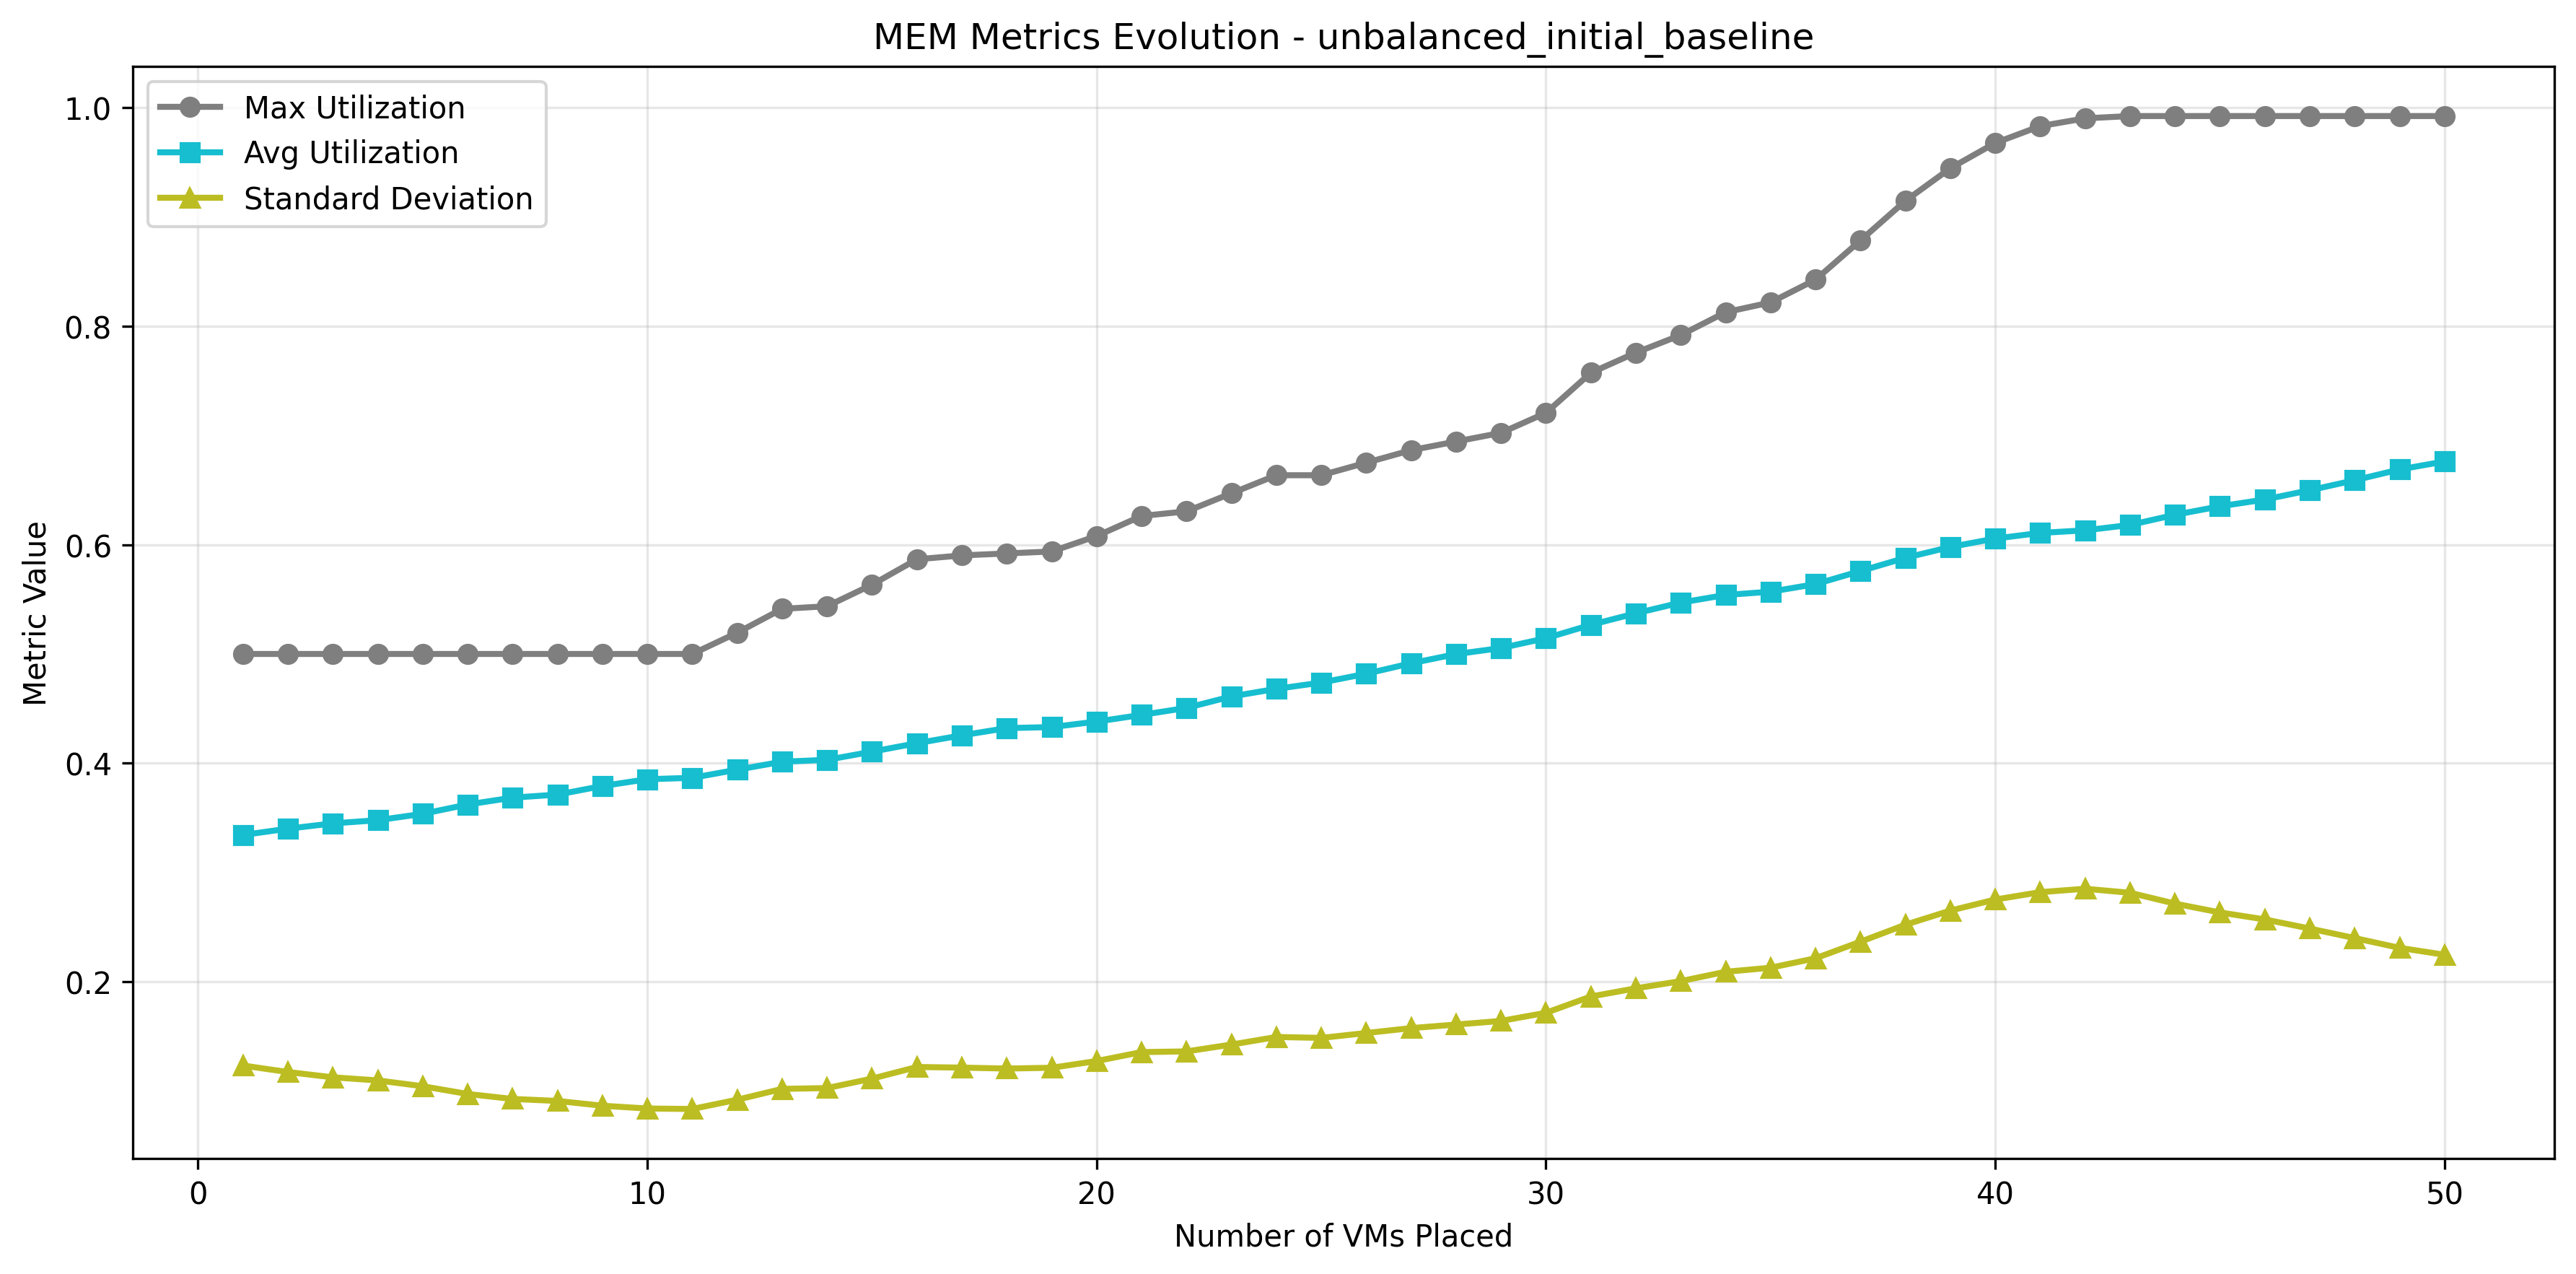 MEM Metrics Evolution - unbalanced_initial_baseline
Max Utilization
Avg Utilization
Standard Deviation
Metric Value
1.0
0.8
0.6
0.4
0.2
0
10
20
30
40
50
Number of VMs Placed